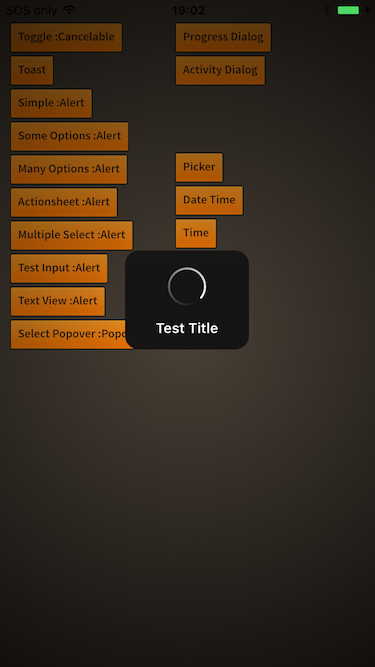 SOS only 19:02
Toggle :Cancelable
Progress Dialog
Toast
Activity Dialog
Simple :Alert
Some Options :Alert
Many Options :Alert
Picker
Actionsheet :Alert
Date Time
Multiple Select :Alert
Time
Test Input :Alert
Text View :Alert
Test Title
Select Popover :Popo